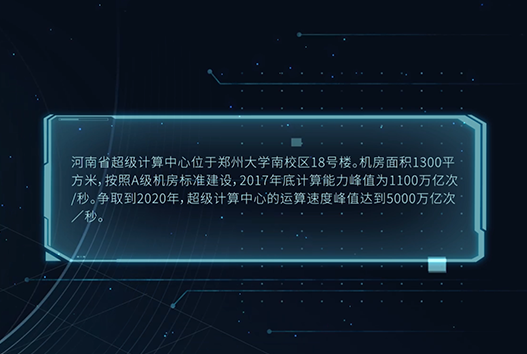 河南省超级计算中心位于郑州大学南校区18号楼。机房面积1300平
方米，按照A级机房标准建设，2017年底计算能力峰值为1100万亿次
/秒。争取到2020年，超级计算中心的运算速度峰值达到5000万亿次
／秒。